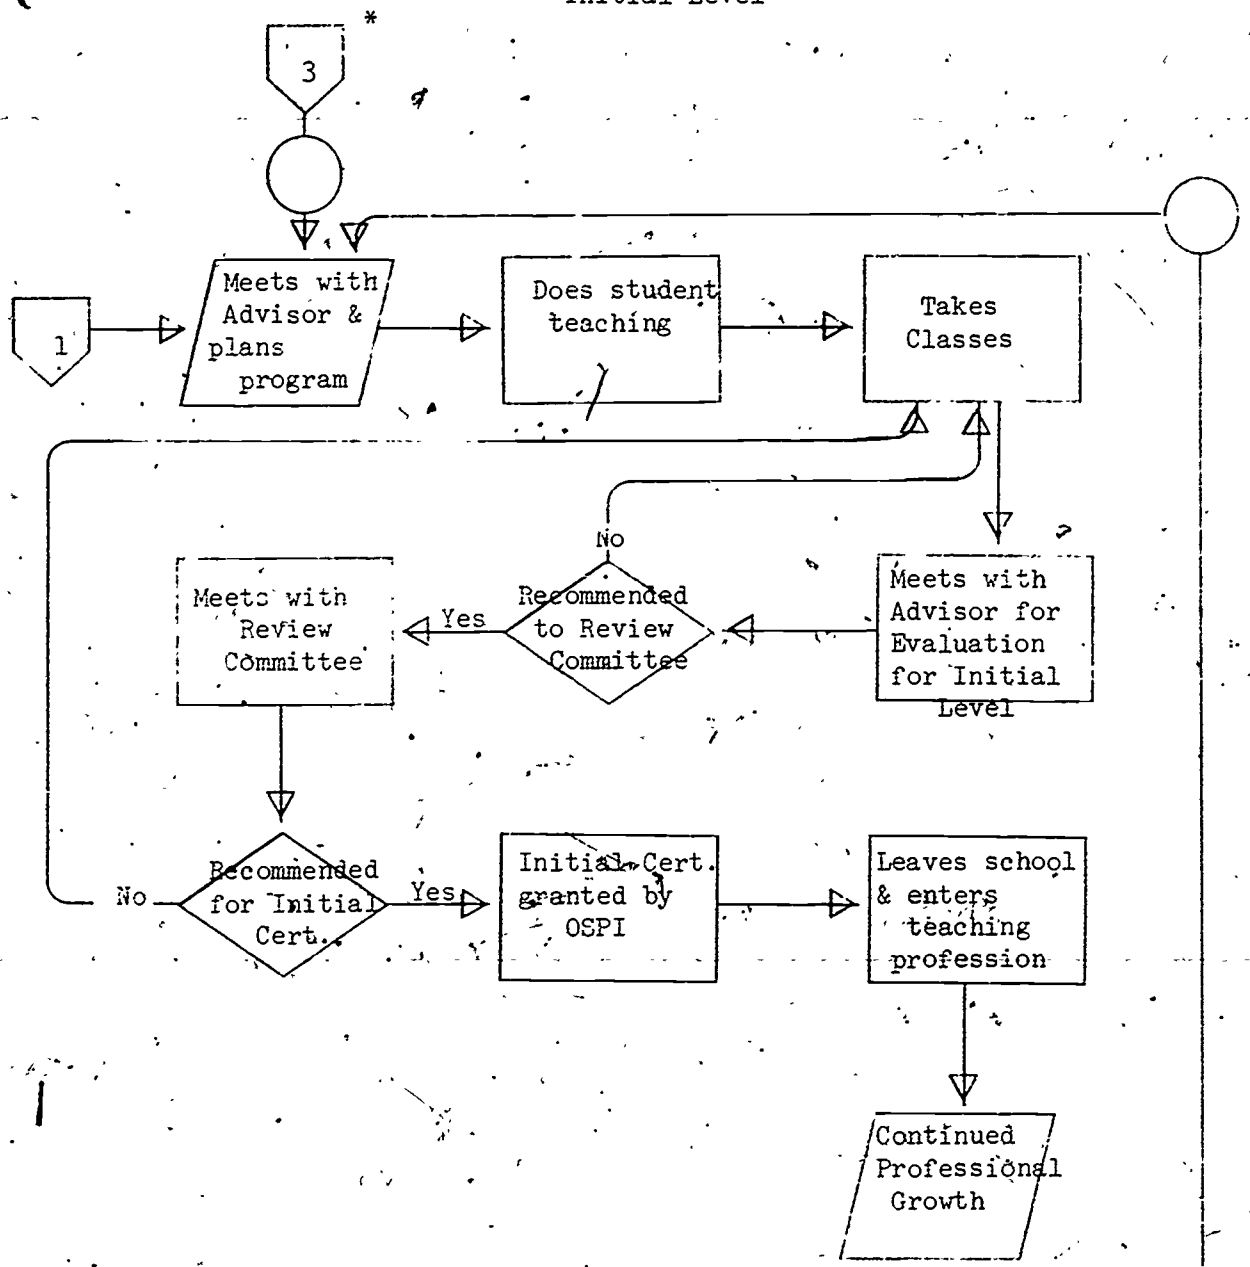 Initial Level
*
3
Meets with
Advisor &
plans
program
1
Does student
teaching
Takes
Classes
No
Meets with
Review
Committee
Yes
Recommended
to Review
Committee
Meets with
Advisor for
Evaluation
for Initial
Level
No
Recommended
for Initial
Cert.
Yes
Initial Cert.
granted by
OSPI
Leaves school
& enters
teaching
profession
Continued
Professional
Growth